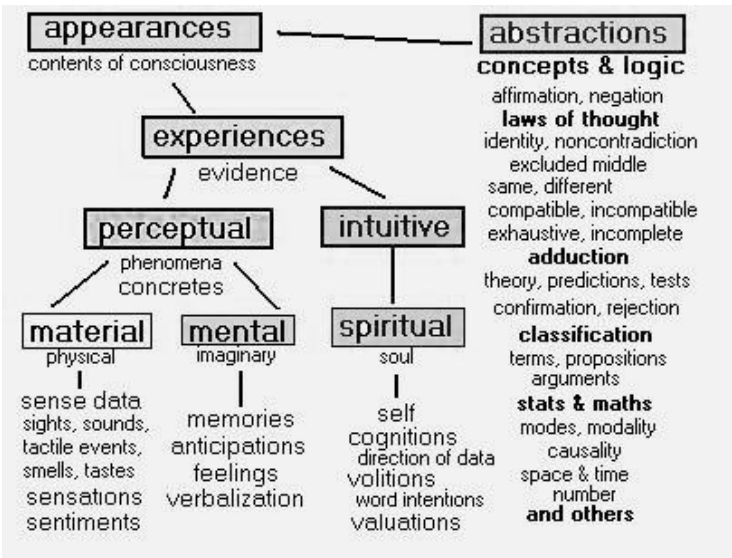 appearances
contents of consciousness
experiences
evidence
perceptual
phenomena
concretes
material
physical
sense data
sights, sounds,
tactile events,
smells, tastes
sensations
sentiments
mental
imaginary
memories
anticipations
feelings
verbalization
intuitive
spiritual
soul
self
cognitions
direction of data
volitions
word intentions
valuations
abstractions
concepts & logic
affirmation, negation
laws of thought
identity, noncontradiction
excluded middle
same, different
compatible, incompatible
exhaustive, incomplete
adduction
theory, predictions, tests
confirmation, rejection
classification
terms, propositions
arguments
stats & maths
modes, modality
causality
space & time
number
and others